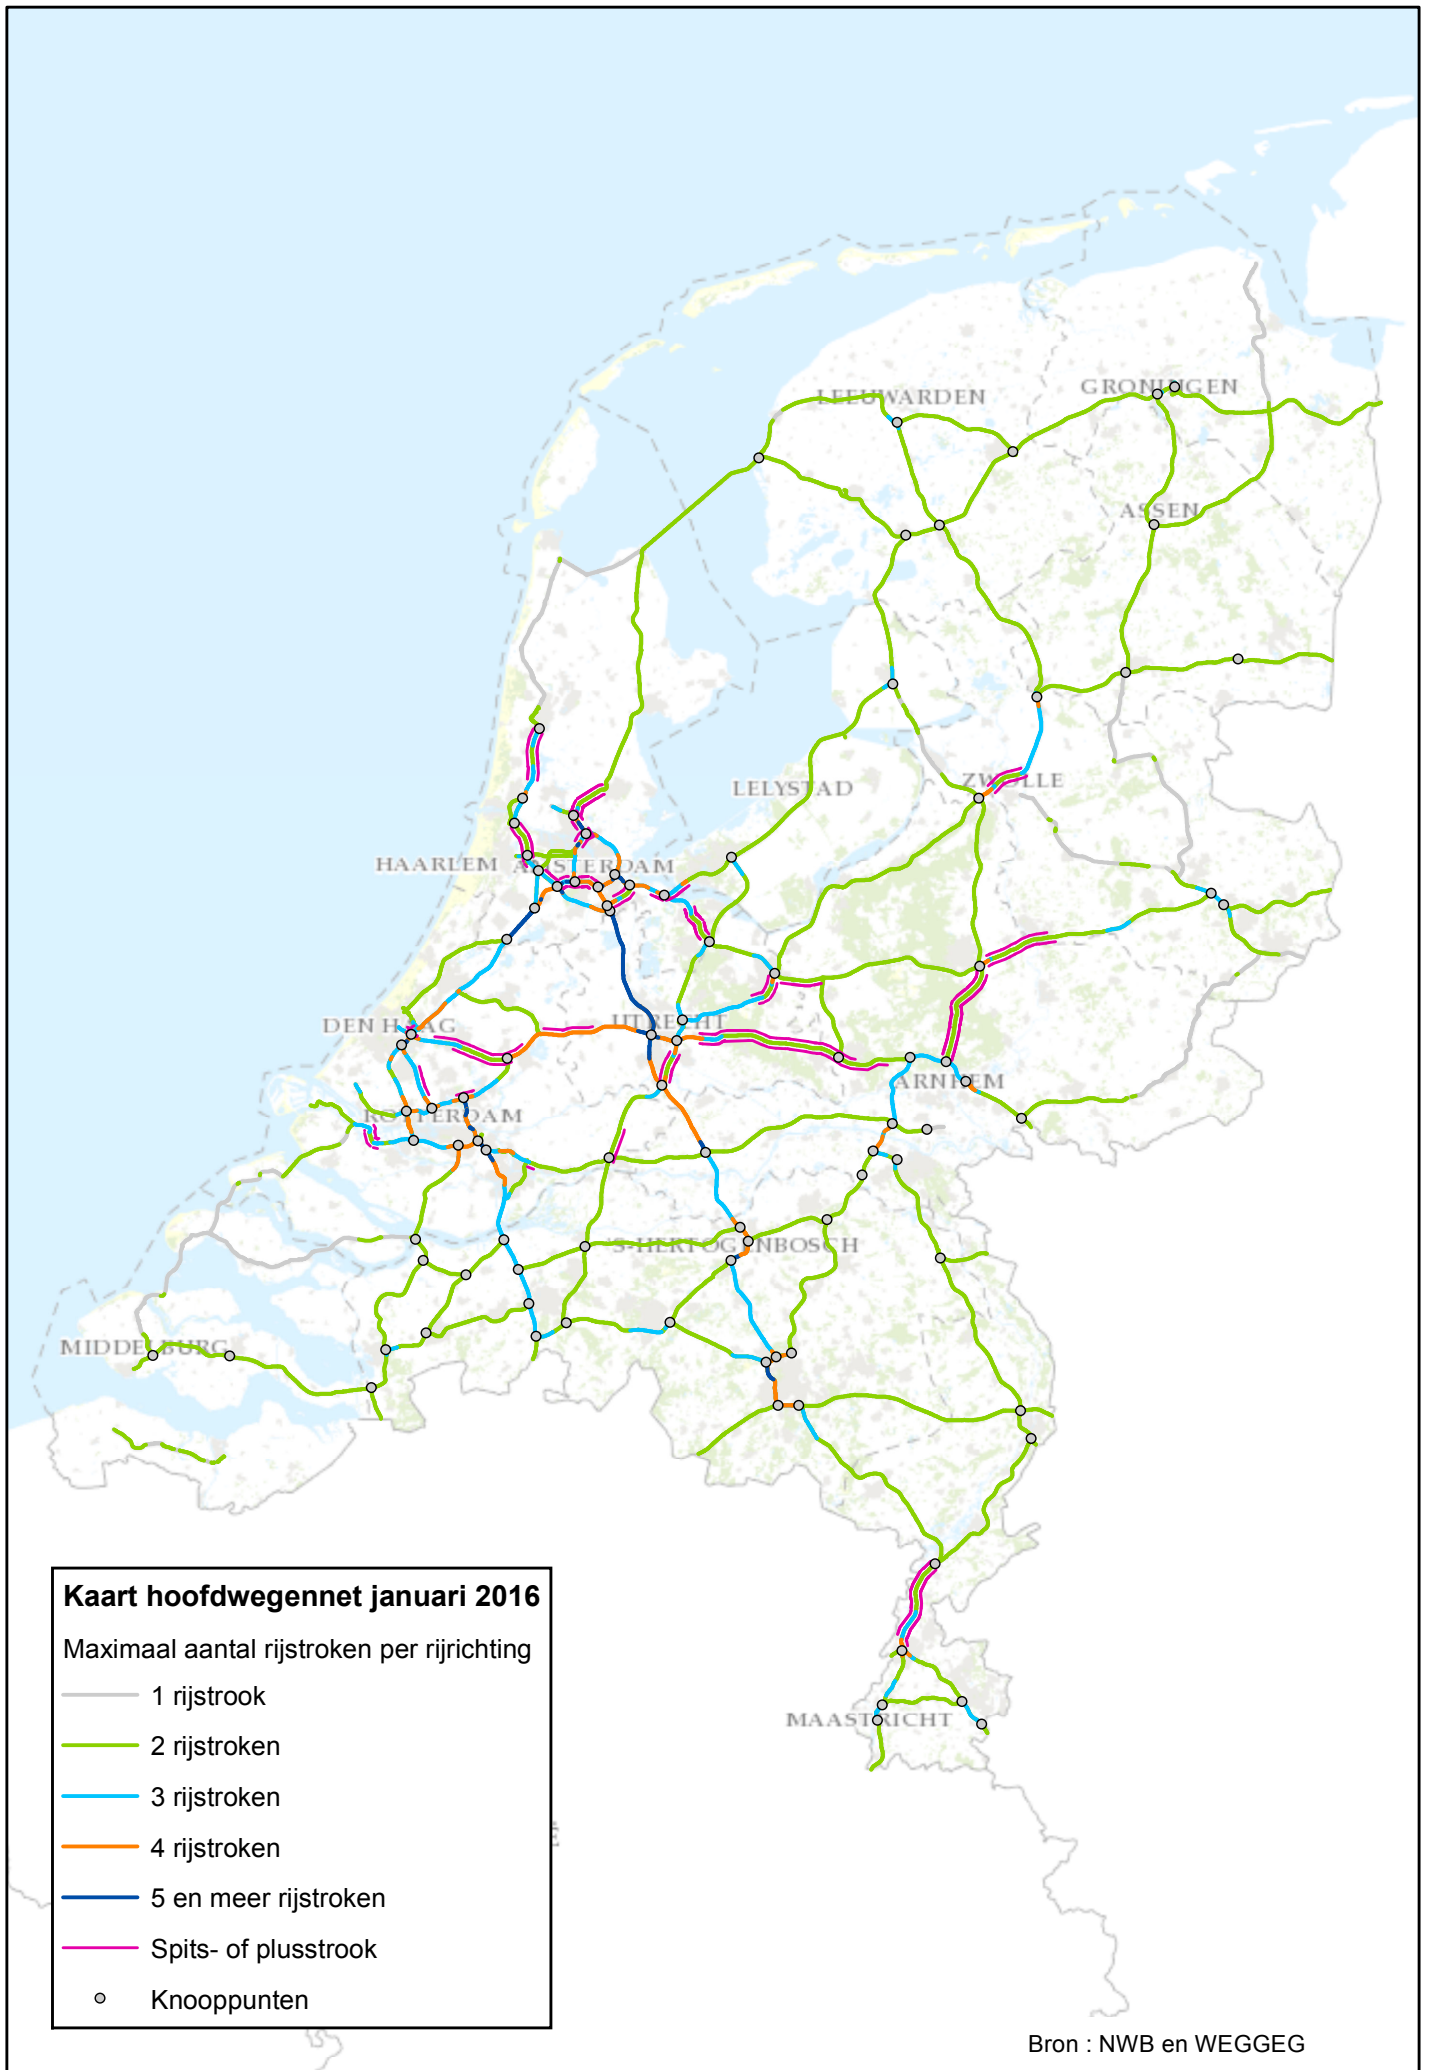 LEEUWARDEN
GRONINGEN
ASSEN
ZWOLLE
LELYSTAD
HAARLEM
AMSTERDAM
DEN HAAG
UTRECHT
ARNHEM
ROTTERDAM
'S-HERTOGENBOSCH
MIDDELBURG
MAASTRICHT
Kaart hoofdwegennet januari 2016
Maximaal aantal rijstroken per rijrichting
1 rijstrook
2 rijstroken
3 rijstroken
4 rijstroken
5 en meer rijstroken
Spits- of plusstrook
Knooppunten
Bron : NWB en WEGGEG